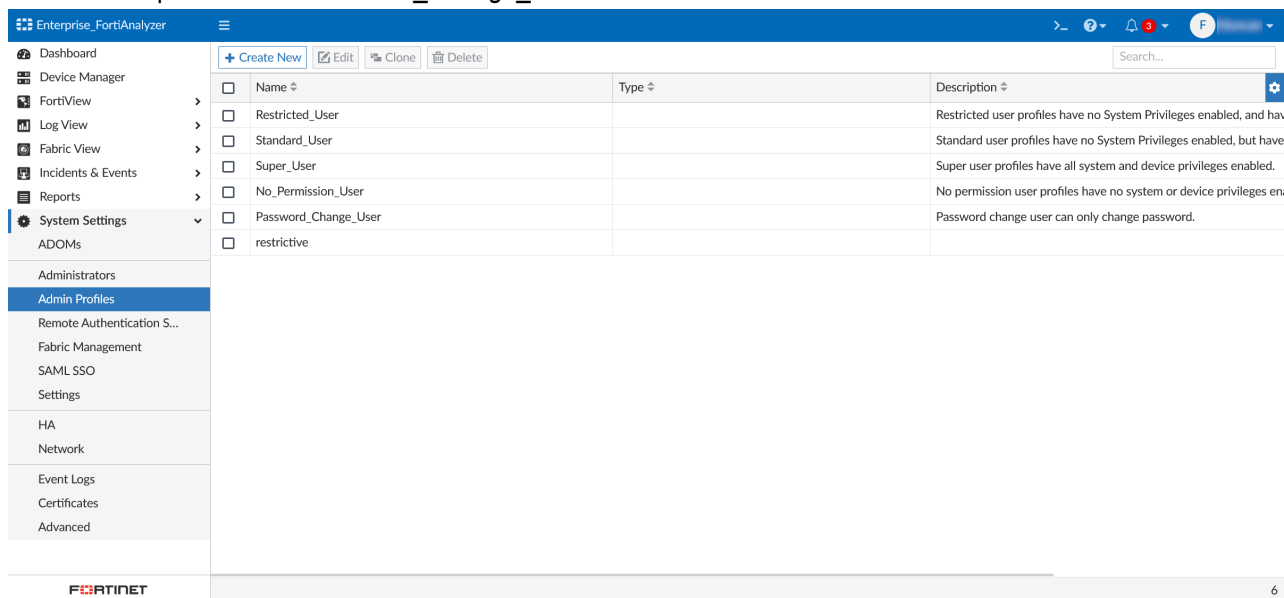 Enterprise_FortiAnalyzer
3
F
Dashboard
Device Manager
FortiView
Log View
Fabric View
Incidents & Events
Reports
System Settings
ADOMs
Administrators
Admin Profiles
Remote Authentication S...
Fabric Management
SAML SSO
Settings
HA
Network
Event Logs
Certificates
Advanced
FORTINET
+ Create New Edit Clone Delete
Search...
Name Type Description
Restricted_User Restricted user profiles have no System Privileges enabled, and hav
Standard_User Standard user profiles have no System Privileges enabled, but have
Super_User Super user profiles have all system and device privileges enabled.
No_Permission_User No permission user profiles have no system or device privileges ena
Password_Change_User Password change user can only change password.
restrictive
6